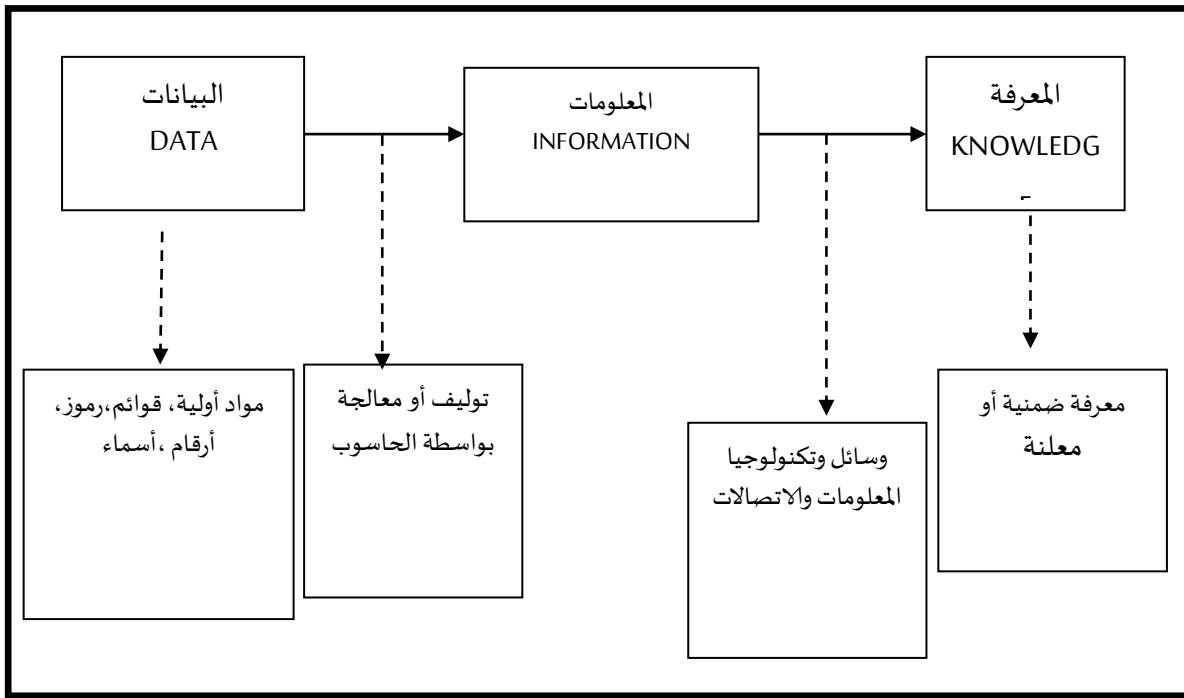 البيانات
DATA
المعلومات
INFORMATION
المعرفة
KNOWLEDG
مواد أولية، قوائم،رموز،
أرقام ،أسماء
توليف أو معالجة
بواسطة الحاسوب
وسائل وتكنولوجيا
المعلومات والاتصالات
معرفة ضمنية أو
معلنة